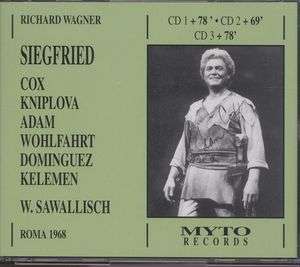 RICHARD WAGNER
SIEGFRIED
COX
KNIPLOVA
ADAM
WOHLFAHRT
DOMINGUEZ
KELEMEN
W. SAWALLISCH
ROMA 1968
CD 1 + 78' • CD 2 + 69'
CD 3 + 78'
MYTO
RECORDS